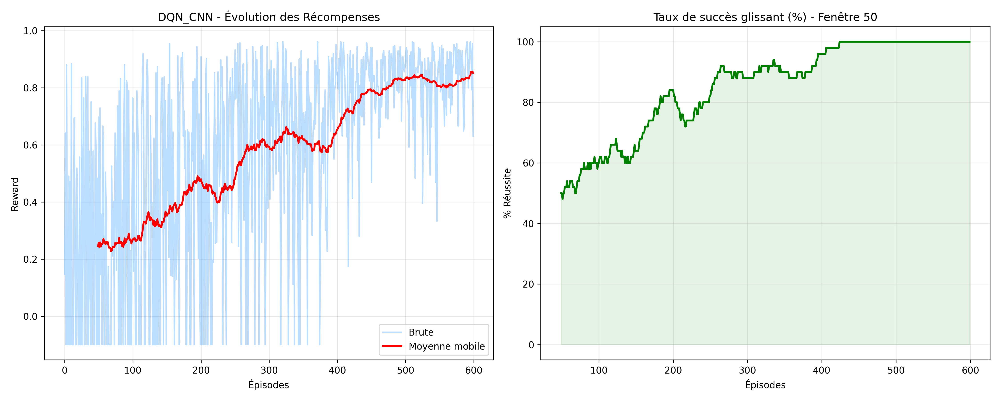 DQN_CNN - Évolution des Récompenses
1.0
0.8
0.6
0.4
0.2
0.0
Reward
Brute
Moyenne mobile
0 100 200 300 400 500 600
Épisodes
Taux de succès glissant (%) - Fenêtre 50
100
80
60
40
20
0
% Réussite
100 200 300 400 500 600
Épisodes